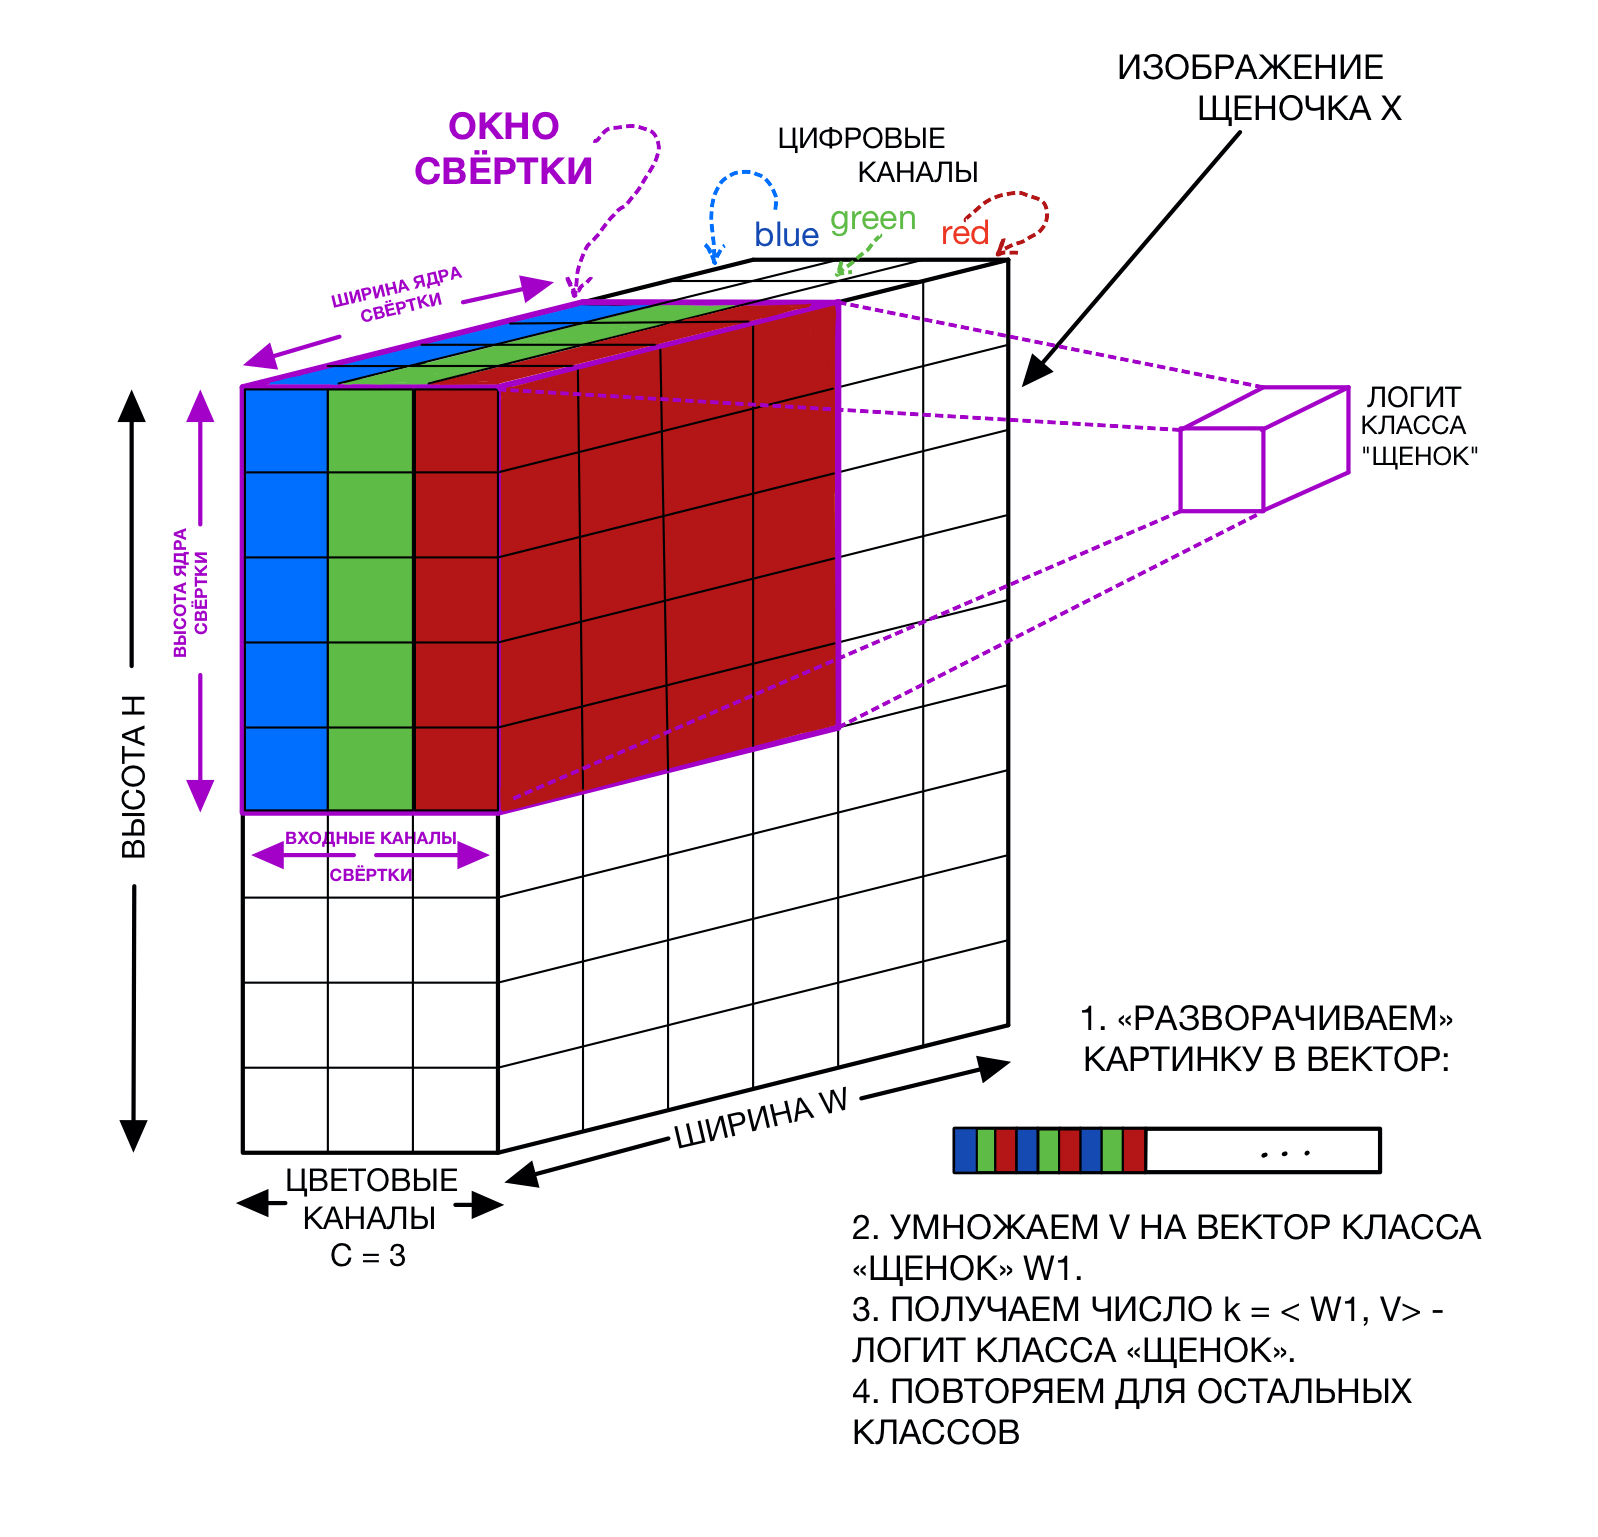 ИЗОБРАЖЕНИЕ
ЩЕНОЧКА X
ОКНО
СВЁРТКИ
ЦИФРОВЫЕ
КАНАЛЫ
blue
green
red
ШИРИНА ЯДРА
СВЁРТКИ
ЛОГИТ
КЛАССА
"ЩЕНОК"
ВЫСОТА ЯДРА
СВЁРТКИ
ВЫСОТА H
ВХОДНЫЕ КАНАЛЫ
СВЁРТКИ
ШИРИНА W
ЦВЕТОВЫЕ
КАНАЛЫ
C = 3
1. «РАЗВОРАЧИВАЕМ»
КАРТИНКУ В ВЕКТОР:
. . .
2. УМНОЖАЕМ V НА ВЕКТОР КЛАССА
«ЩЕНОК» W1.
3. ПОЛУЧАЕМ ЧИСЛО k = < W1, V> -
ЛОГИТ КЛАССА «ЩЕНОК».
4. ПОВТОРЯЕМ ДЛЯ ОСТАЛЬНЫХ
КЛАССОВ